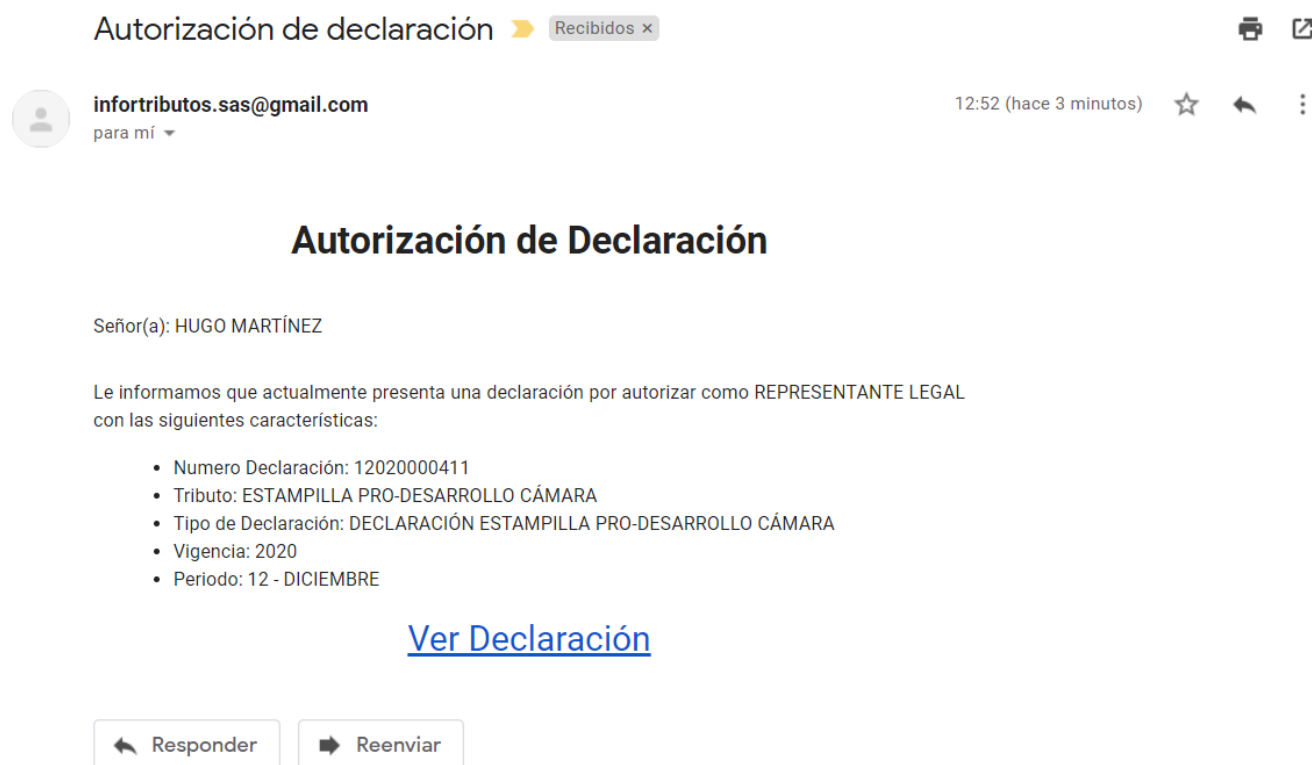 Autorización de declaración Recibidos ×
infortributos.sas@gmail.com 12:52 (hace 3 minutos)
para mí
Autorización de Declaración
Señor(a): HUGO MARTÍNEZ
Le informamos que actualmente presenta una declaración por autorizar como REPRESENTANTE LEGAL
con las siguientes características:
• Numero Declaración: 12020000411
• Tributo: ESTAMPILLA PRO-DESARROLLO CÁMARA
• Tipo de Declaración: DECLARACIÓN ESTAMPILLA PRO-DESARROLLO CÁMARA
• Vigencia: 2020
• Periodo: 12 - DICIEMBRE
Ver Declaración
Responder Reenviar